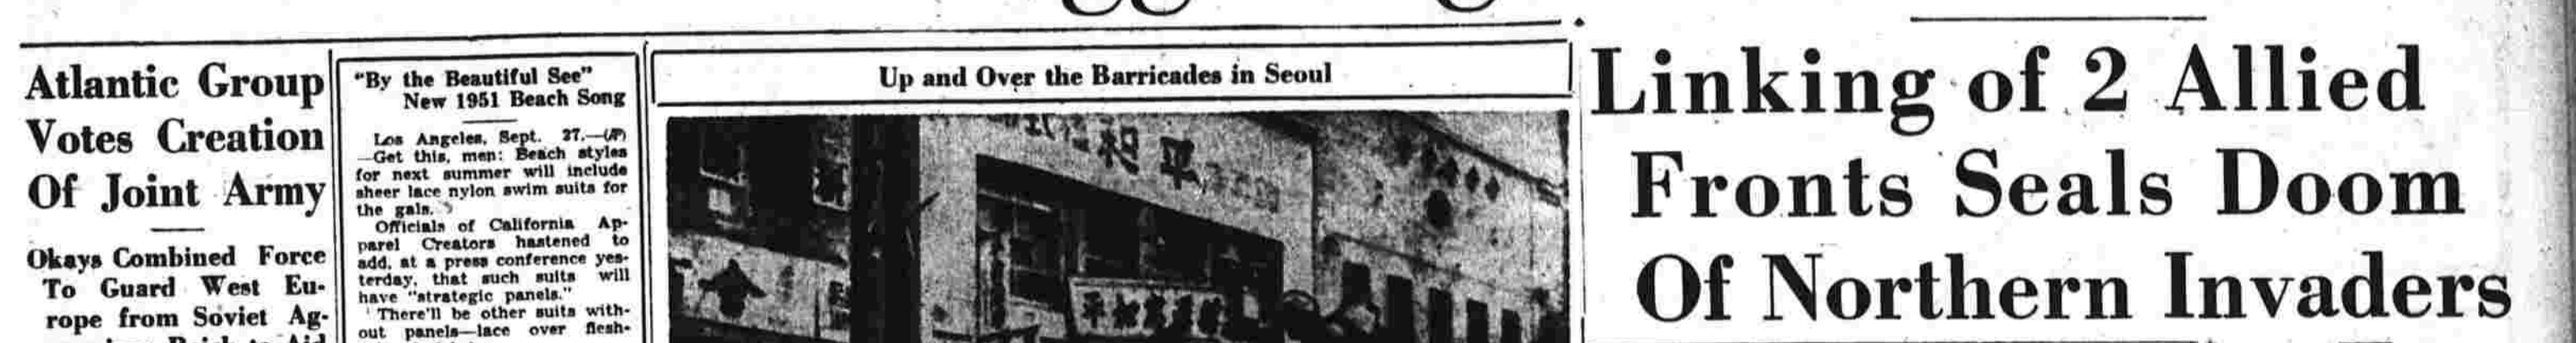 Atlantic Group
Votes Creation
Of Joint Army
Okays Combined Force
To Guard West Eu-
rope from Soviet Ag-
"By the Beautiful See"
New 1951 Beach Song
Los Angeles, Sept. 27.—(AP)
—Get this, men: Beach styles
for next summer will include
sheer lace nylon swim suits for
the gals.
Officials of California Ap-
parel Creators hastened to
add, at a press conference yes-
terday, that such suits will
have "strategic panels."
There'll be other suits with-
out panels—lace over flesh-
Up and Over the Barricades in Seoul
和平
Linking of 2 Allied
Fronts Seals Doom
Of Northern Invaders